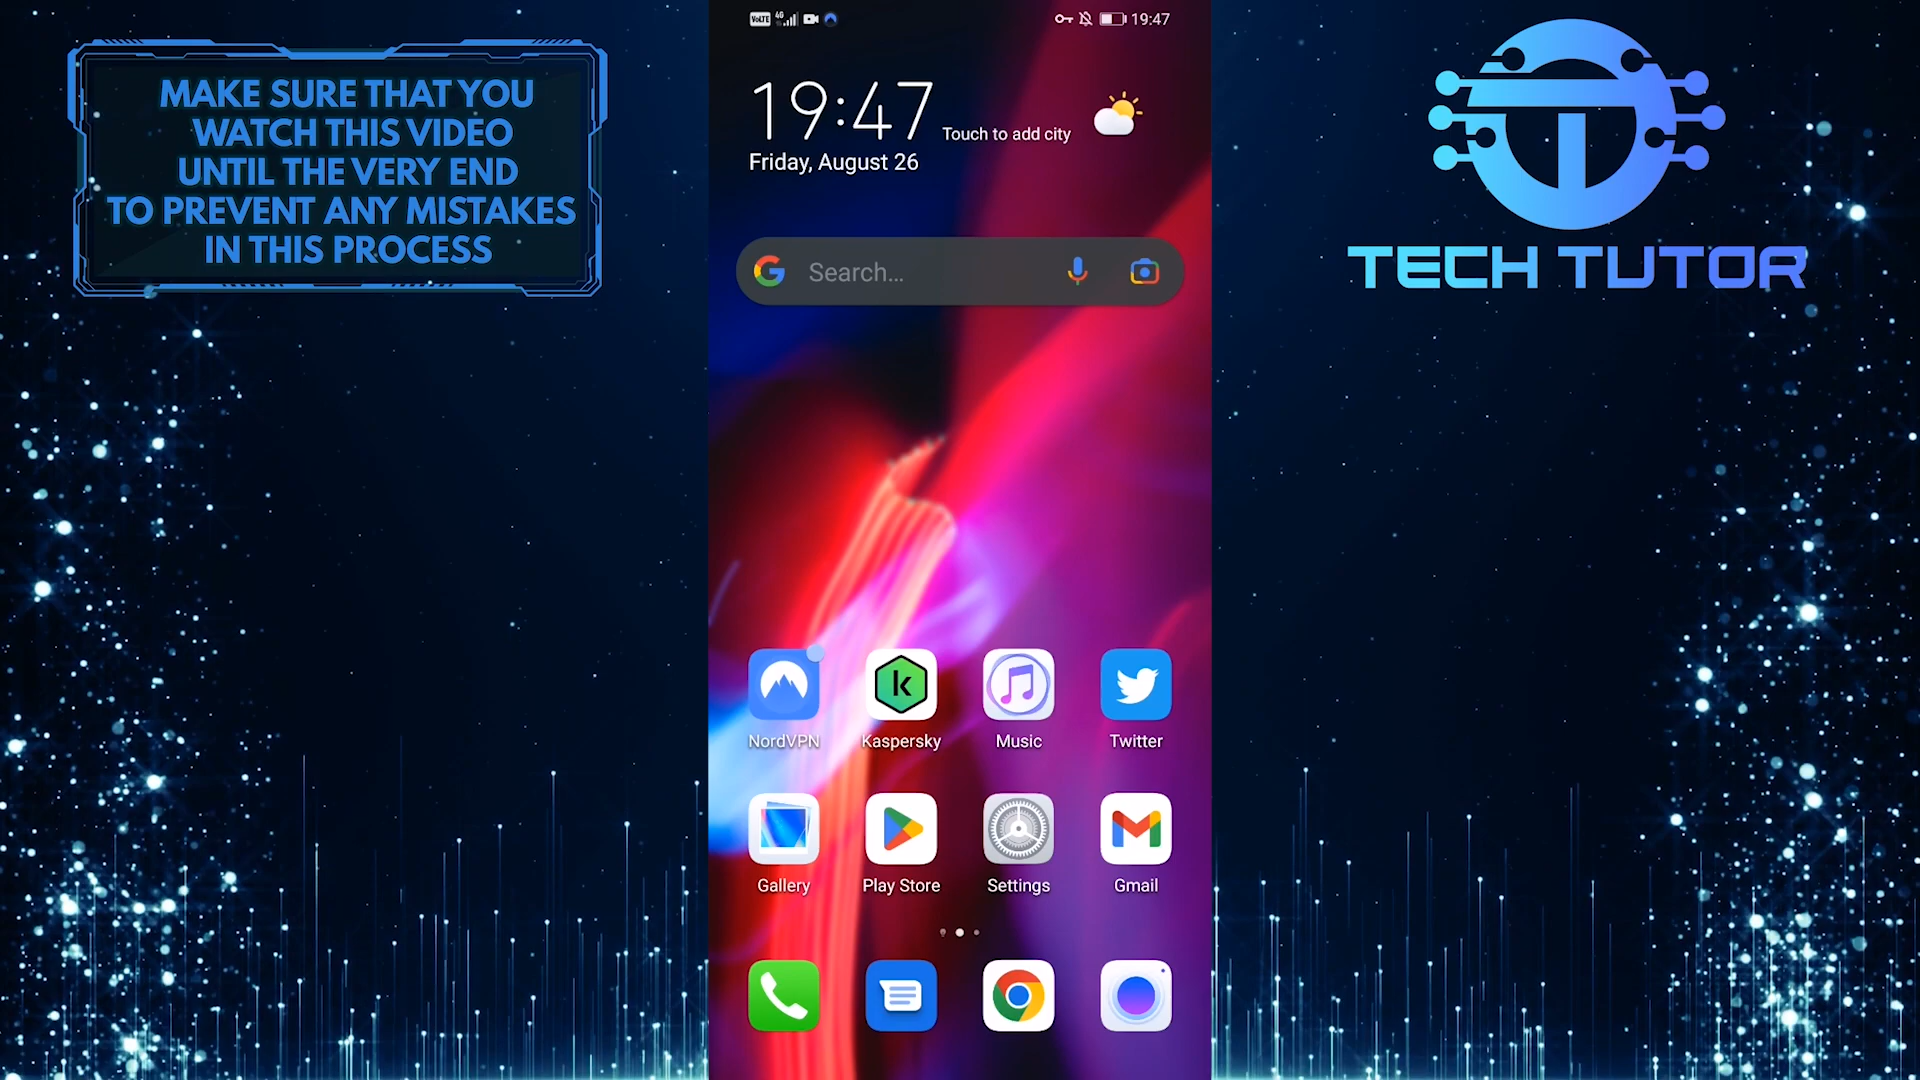 MAKE SURE THAT YOU
WATCH THIS VIDEO
UNTIL THE VERY END
TO PREVENT ANY MISTAKES
IN THIS PROCESS
VoLTE 4G 19:47
19:47 Touch to add city
Friday, August 26
Search...
NordVPN Kaspersky Music Twitter
Gallery Play Store Settings Gmail
TECH TUTOR